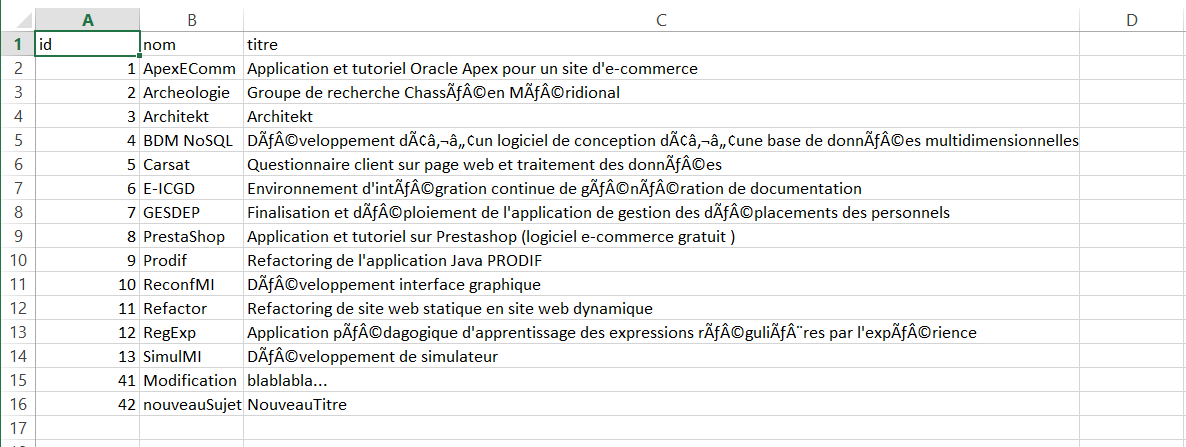 A B C D
1 id nom titre
2 1 ApexEComm Application et tutoriel Oracle Apex pour un site d'e-commerce
3 2 Archeologie Groupe de recherche ChassÃƒÂ©en MÃƒÂ©ridional
4 3 Architekt Architekt
5 4 BDM NoSQL DÃƒÂ©veloppement dÃ¢â‚¬â„¢un logiciel de conception dÃ¢â‚¬â„¢une base de donnÃƒÂ©es multidimensionnelles
6 5 Carsat Questionnaire client sur page web et traitement des donnÃƒÂ©es
7 6 E-ICGD Environnement d'intÃƒÂ©gration continue de gÃƒÂ©nÃƒÂ©ration de documentation
8 7 GESDEP Finalisation et dÃƒÂ©ploiement de l'application de gestion des dÃƒÂ©placements des personnels
9 8 PrestaShop Application et tutoriel sur Prestashop (logiciel e-commerce gratuit )
10 9 Prodif Refactoring de l'application Java PRODIF
11 10 ReconfMI DÃƒÂ©veloppement interface graphique
12 11 Refactor Refactoring de site web statique en site web dynamique
13 12 RegExp Application pÃƒÂ©dagogique d'apprentissage des expressions rÃƒÂ©guliÃƒÂ¨res par l'expÃƒÂ©rience
14 13 SimulMI DÃƒÂ©veloppement de simulateur
15 41 Modification blablabla...
16 42 nouveauSujet NouveauTitre
17